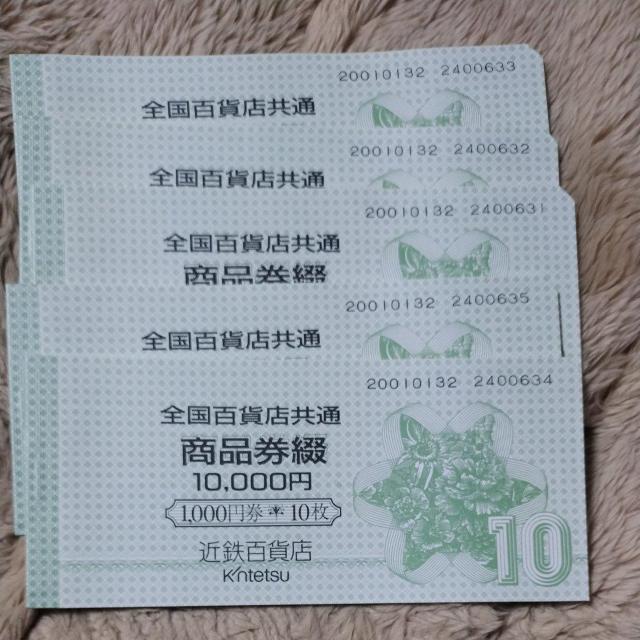 20010132 2400633
全国百貨店共通
20010132 2400632
全国百貨店共通
20010132 2400631
全国百貨店共通
商品券綴
20010132 2400635
全国百貨店共通
20010132 2400634
全国百貨店共通
商品券綴
10,000円
1,000円券＊10枚
近鉄百貨店
Kintetsu
10